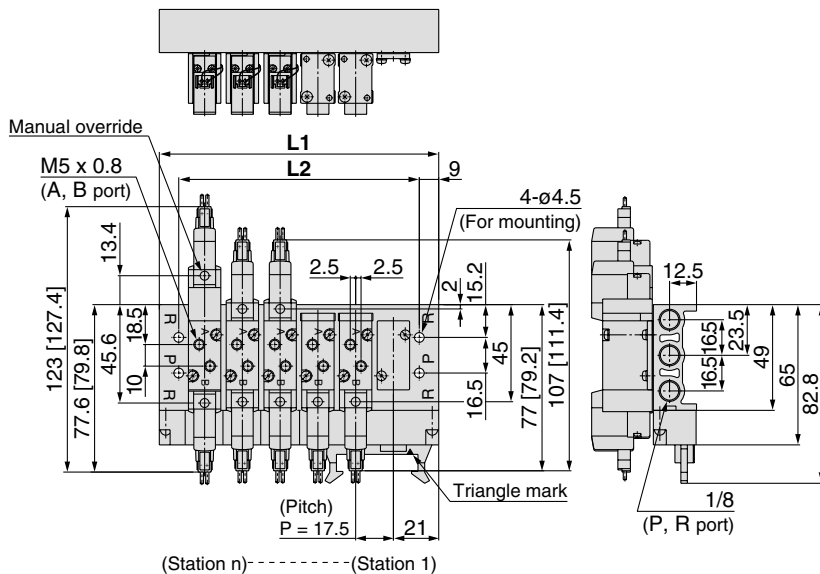 Manual override
L1
M5 x 0.8
(A, B port)
L2
9
4-ø4.5
(For mounting)
13.4
2.5
2.5
2
15.2
12.5
123 [127.4]
77.6 [79.8]
45.6
18.5
10
R
P
R
A
A
A
A
A
B
B
B
B
B
R
P
R
16.5
45
77 [79.2]
107 [111.4]
16.5
16.5
23.5
49
65
82.8
(Pitch)
P = 17.5
21
Triangle mark
1/8
(P, R port)
(Station n)
(Station 1)